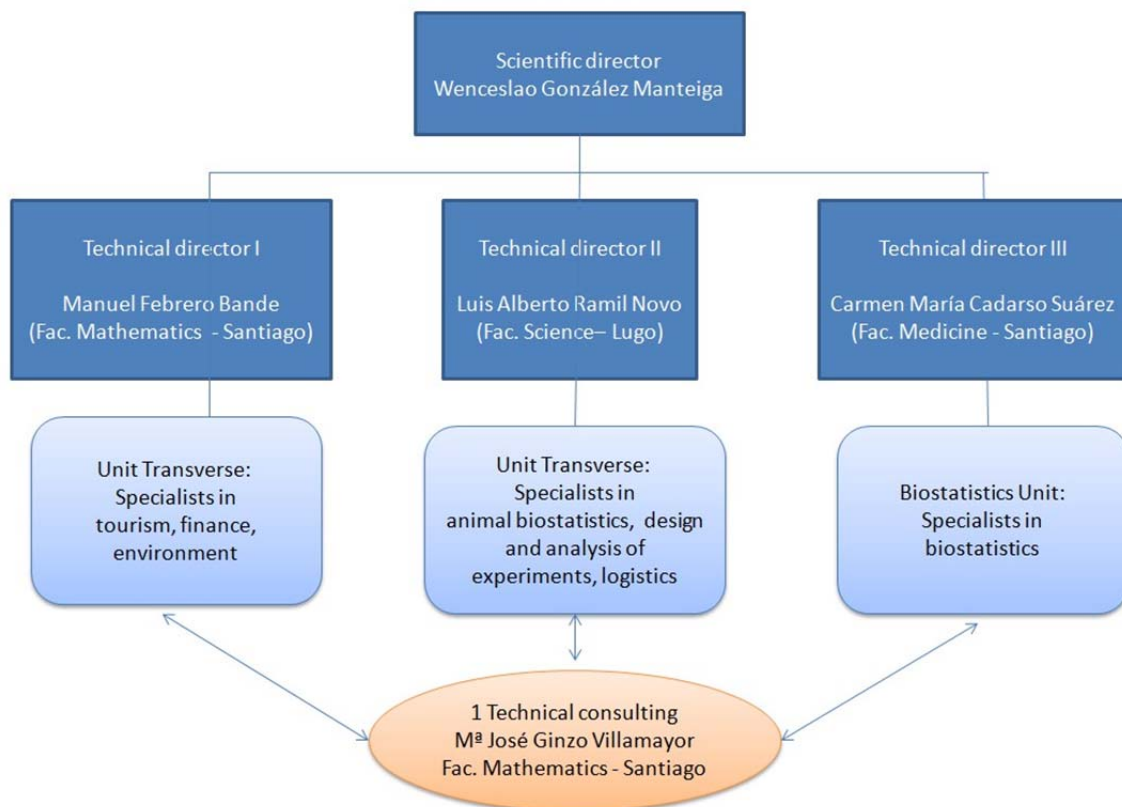 Scientific director
Wenceslao González Manteiga
Technical director I
Manuel Febrero Bande
(Fac. Mathematics - Santiago)
Technical director II
Luis Alberto Ramil Novo
(Fac. Science– Lugo)
Technical director III
Carmen María Cadarso Suárez
(Fac. Medicine - Santiago)
Unit Transverse:
Specialists in
tourism, finance,
environment
Unit Transverse:
Specialists in
animal biostatistics, design
and analysis of
experiments, logistics
Biostatistics Unit:
Specialists in
biostatistics
1 Technical consulting
Mª José Ginzo Villamayor
Fac. Mathematics - Santiago